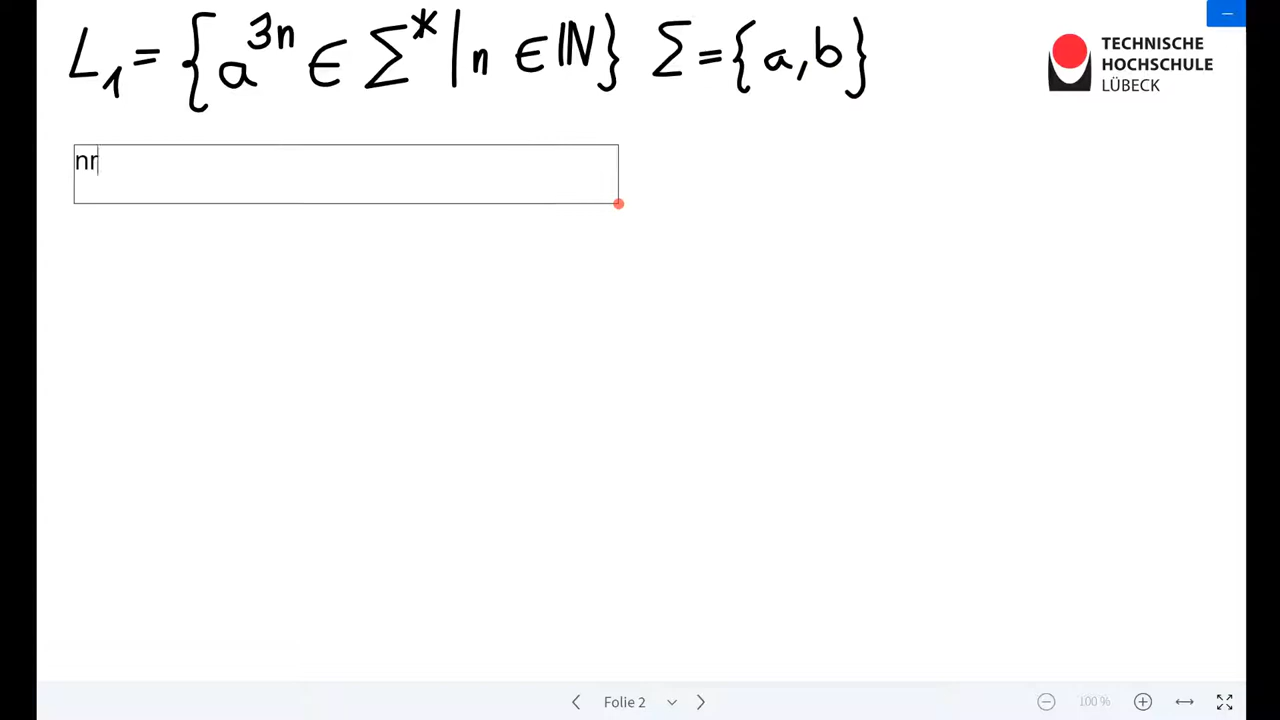 L₁ = {a³ⁿ ∈ Σ* | n ∈ ℕ} Σ = {a, b}
TECHNISCHE
HOCHSCHULE
LÜBECK
nr
Folie 2
100 %